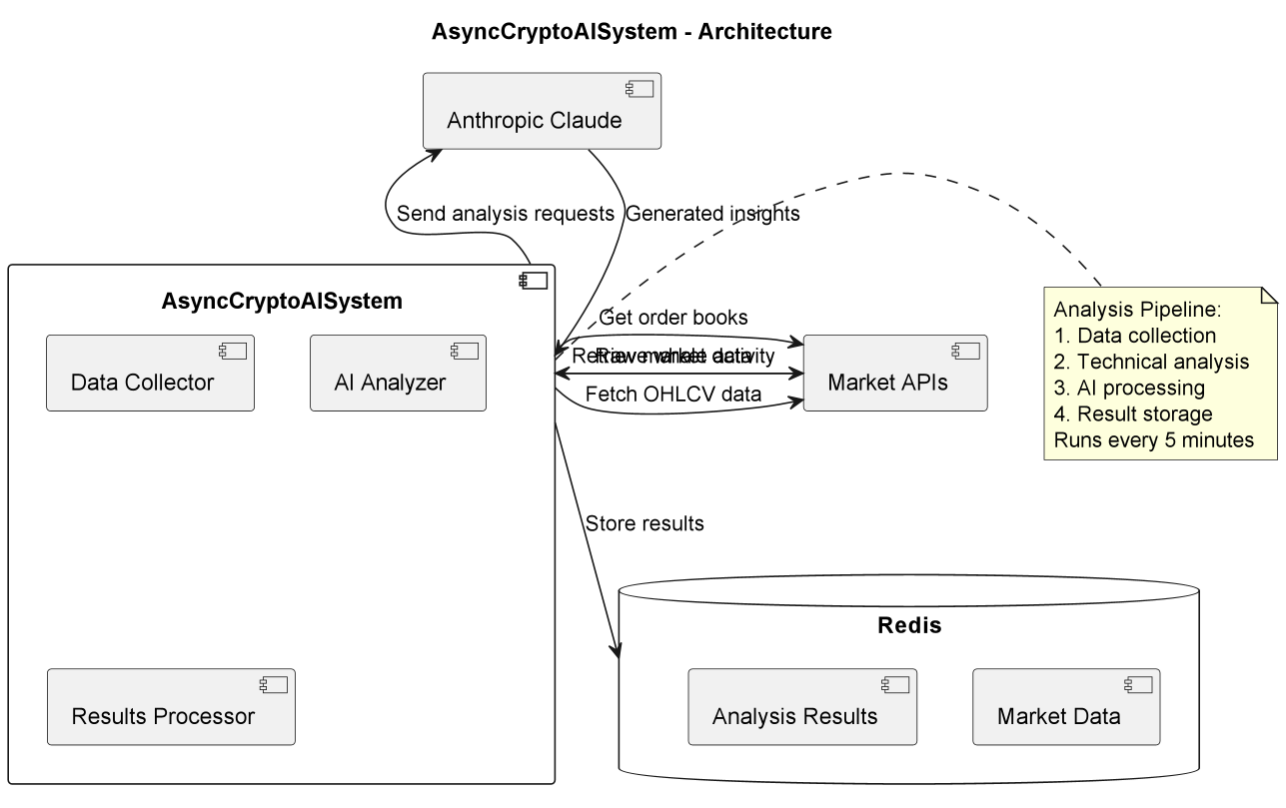 AsyncCryptoAISystem - Architecture
Anthropic Claude
Send analysis requests
Generated insights
AsyncCryptoAISystem
Data Collector
AI Analyzer
Get order books
Retrieve whale activity
Raw market data
Fetch OHLCV data
Market APIs
Analysis Pipeline:
1. Data collection
2. Technical analysis
3. AI processing
4. Result storage
Runs every 5 minutes
Store results
Redis
Results Processor
Analysis Results
Market Data